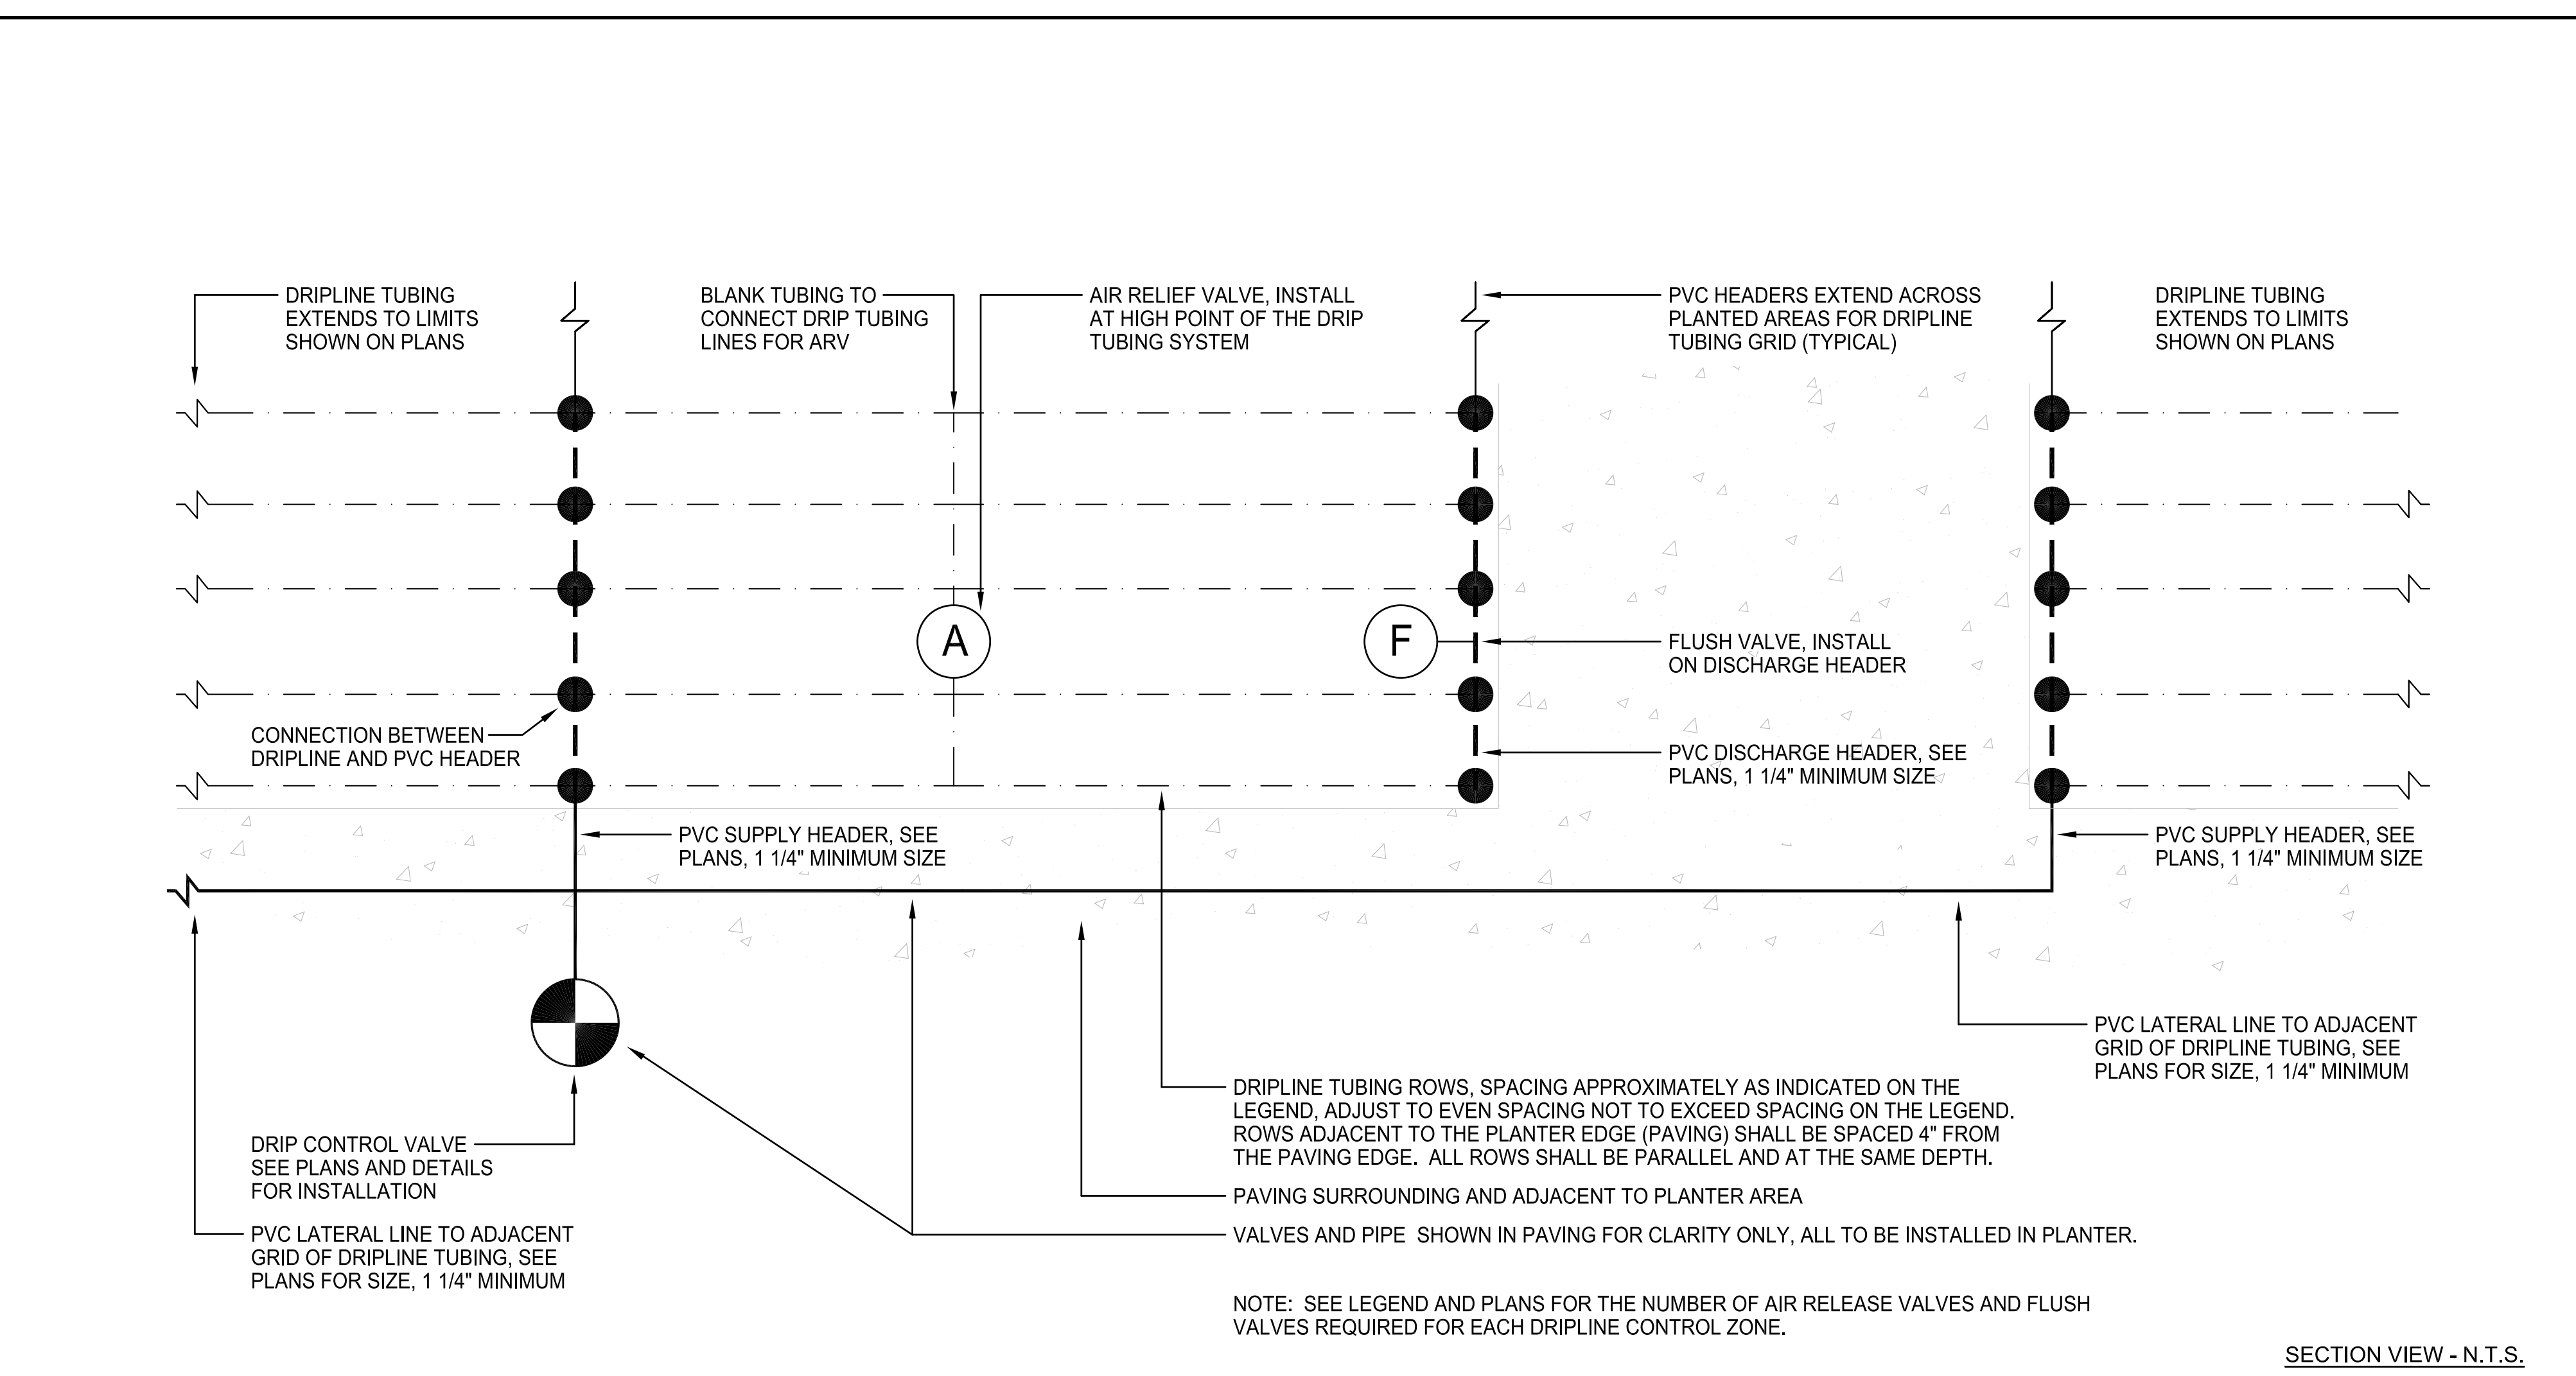 DRIPLINE TUBING
EXTENDS TO LIMITS
SHOWN ON PLANS
BLANK TUBING TO
CONNECT DRIP TUBING
LINES FOR ARV
AIR RELIEF VALVE, INSTALL
AT HIGH POINT OF THE DRIP
TUBING SYSTEM
PVC HEADERS EXTEND ACROSS
PLANTED AREAS FOR DRIPLINE
TUBING GRID (TYPICAL)
DRIPLINE TUBING
EXTENDS TO LIMITS
SHOWN ON PLANS
A
F
FLUSH VALVE, INSTALL
ON DISCHARGE HEADER
CONNECTION BETWEEN
DRIPLINE AND PVC HEADER
PVC DISCHARGE HEADER, SEE
PLANS, 1 1/4" MINIMUM SIZE
PVC SUPPLY HEADER, SEE
PLANS, 1 1/4" MINIMUM SIZE
PVC SUPPLY HEADER, SEE
PLANS, 1 1/4" MINIMUM SIZE
PVC LATERAL LINE TO ADJACENT
GRID OF DRIPLINE TUBING, SEE
PLANS FOR SIZE, 1 1/4" MINIMUM
DRIPLINE TUBING ROWS, SPACING APPROXIMATELY AS INDICATED ON THE
LEGEND, ADJUST TO EVEN SPACING NOT TO EXCEED SPACING ON THE LEGEND.
ROWS ADJACENT TO THE PLANTER EDGE (PAVING) SHALL BE SPACED 4" FROM
THE PAVING EDGE.  ALL ROWS SHALL BE PARALLEL AND AT THE SAME DEPTH.
DRIP CONTROL VALVE
SEE PLANS AND DETAILS
FOR INSTALLATION
PAVING SURROUNDING AND ADJACENT TO PLANTER AREA
PVC LATERAL LINE TO ADJACENT
GRID OF DRIPLINE TUBING, SEE
PLANS FOR SIZE, 1 1/4" MINIMUM
VALVES AND PIPE  SHOWN IN PAVING FOR CLARITY ONLY, ALL TO BE INSTALLED IN PLANTER.
NOTE:  SEE LEGEND AND PLANS FOR THE NUMBER OF AIR RELEASE VALVES AND FLUSH
VALVES REQUIRED FOR EACH DRIPLINE CONTROL ZONE.
SECTION VIEW - N.T.S.